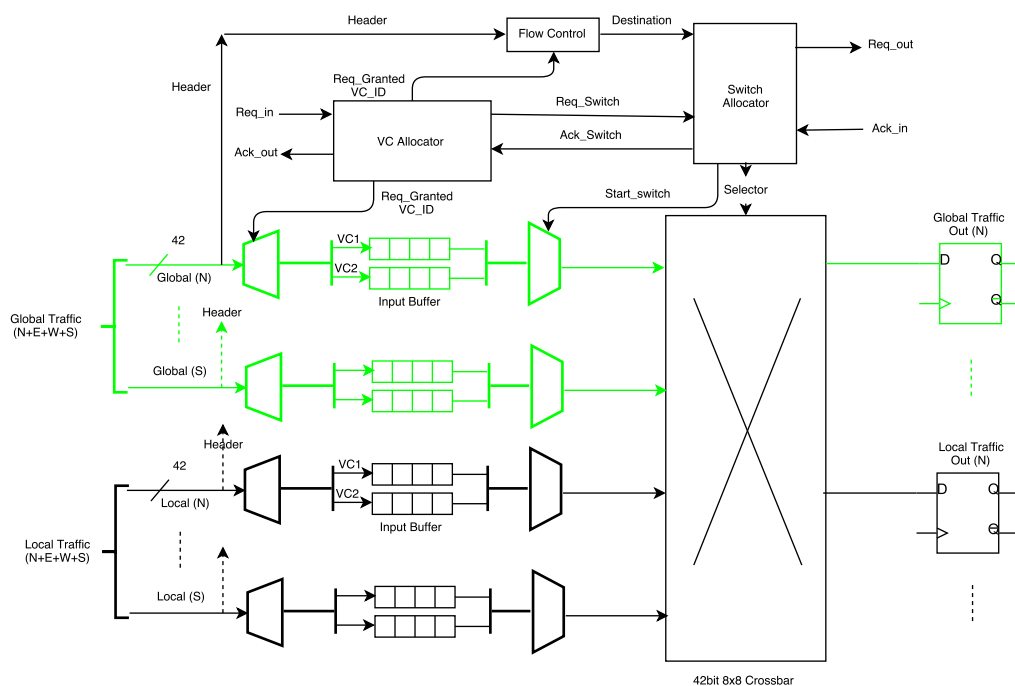 Header
Flow Control
Destination
Req_out
Header
Req_Granted
VC_ID
Switch
Allocator
Req_in
Req_Switch
VC Allocator
Ack_Switch
Ack_in
Ack_out
Req_Granted
VC_ID
Start_switch
Selector
42
VC1
VC2
Global (N)
Input Buffer
Global Traffic
Out (N)
D
Q
Q
Global Traffic
(N+E+W+S)
Header
Global (S)
Header
42
VC1
VC2
Local (N)
Input Buffer
Local Traffic
Out (N)
D
Q
Q
Local Traffic
(N+E+W+S)
Local (S)
42bit 8x8 Crossbar